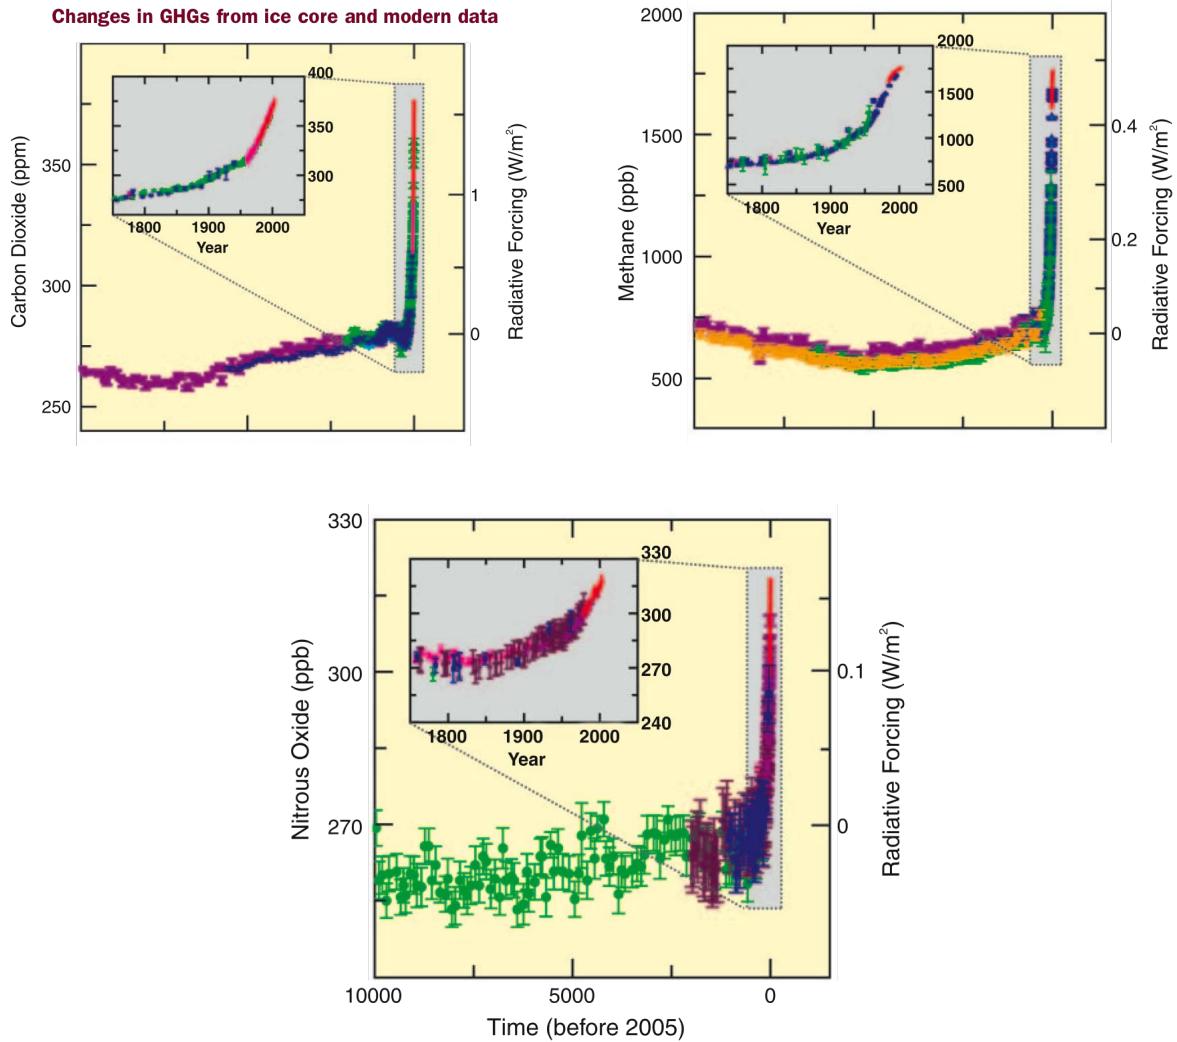 Changes in GHGs from ice core and modern data
Carbon Dioxide (ppm)
350
300
250
400
350
300
1800 1900 2000
Year
1
0
Radiative Forcing (W/m²)
Methane (ppb)
2000
1500
1000
500
2000
1500
1000
500
1800 1900 2000
Year
0.4
0.2
0
Radiative Forcing (W/m²)
Nitrous Oxide (ppb)
330
300
270
330
300
270
240
1800 1900 2000
Year
0.1
0
Radiative Forcing (W/m²)
10000 5000 0
Time (before 2005)